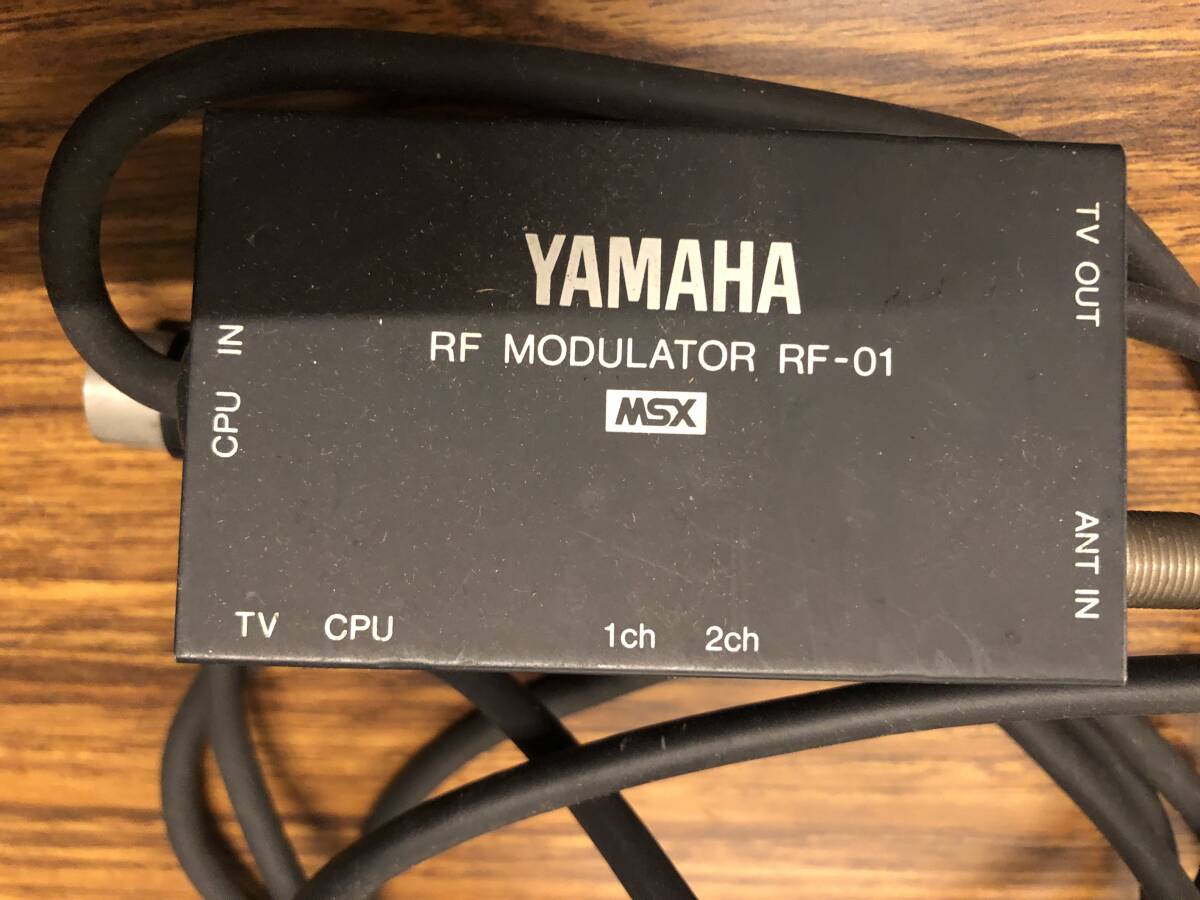 YAMAHA
RF MODULATOR RF-01
MSX
CPU IN
TV OUT
ANT IN
TV CPU 1ch 2ch